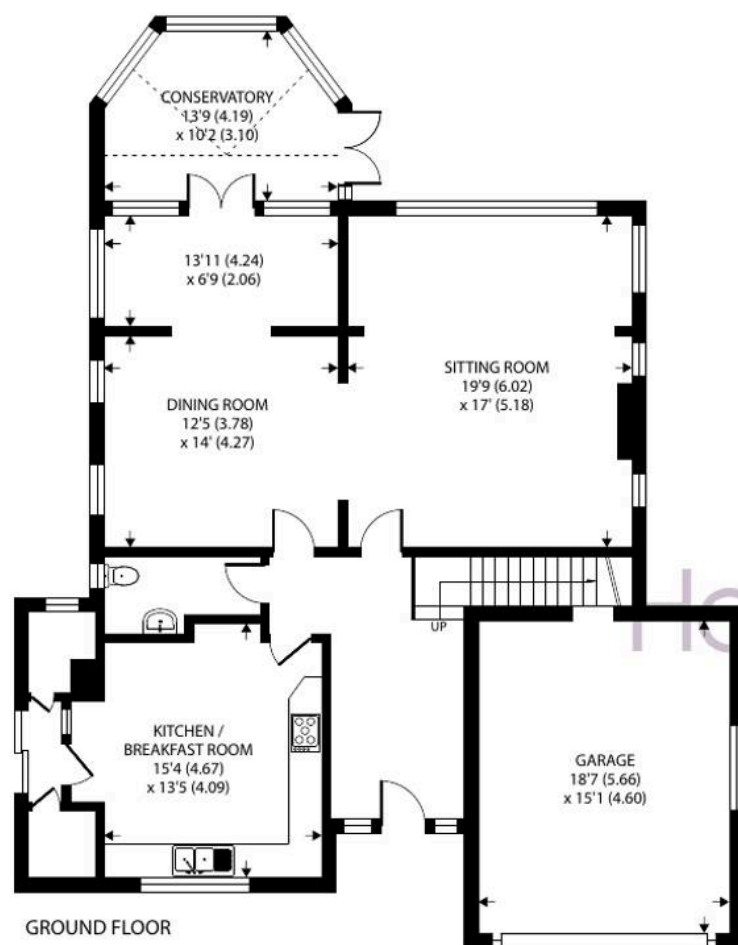 CONSERVATORY
13'9 (4.19)
x 10'2 (3.10)
13'11 (4.24)
x 6'9 (2.06)
SITTING ROOM
19'9 (6.02)
x 17' (5.18)
DINING ROOM
12'5 (3.78)
x 14' (4.27)
UP
Ho
KITCHEN /
BREAKFAST ROOM
15'4 (4.67)
x 13'5 (4.09)
GARAGE
18'7 (5.66)
x 15'1 (4.60)
GROUND FLOOR